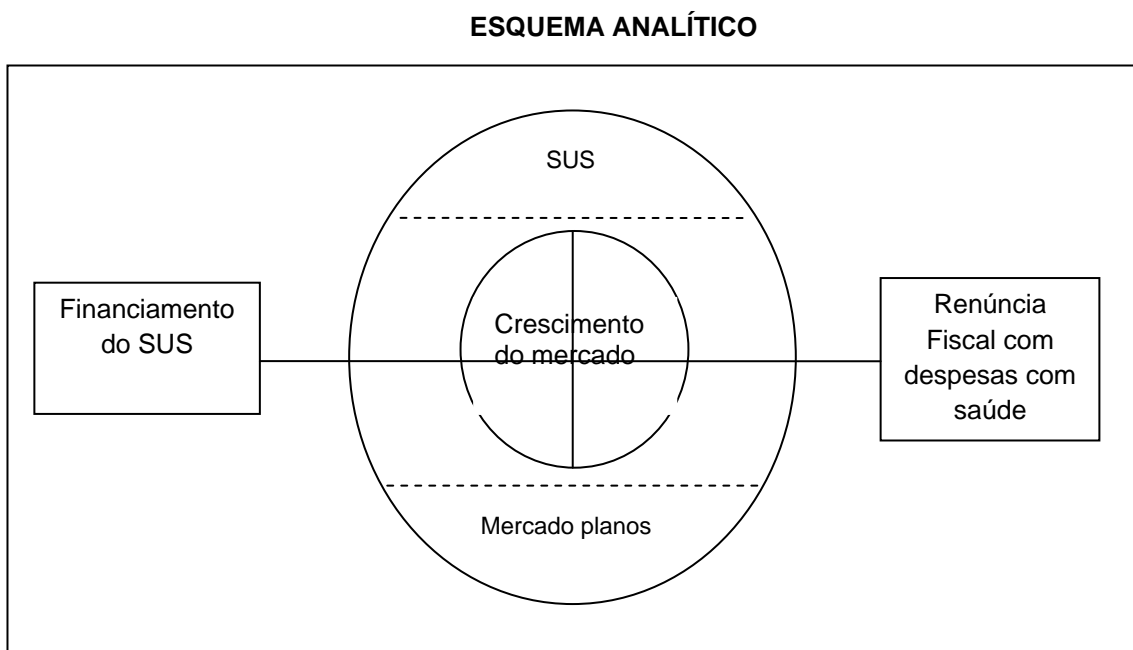 ESQUEMA ANALÍTICO
SUS
Financiamento
do SUS
Crescimento
do mercado
Renúncia
Fiscal com
despesas com
saúde
Mercado planos